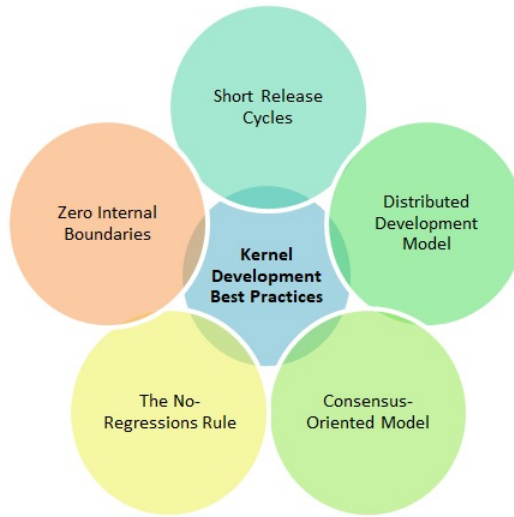 Short Release
Cycles
Distributed
Development
Model
Consensus-
Oriented Model
The No-
Regressions Rule
Zero Internal
Boundaries
Kernel
Development
Best Practices